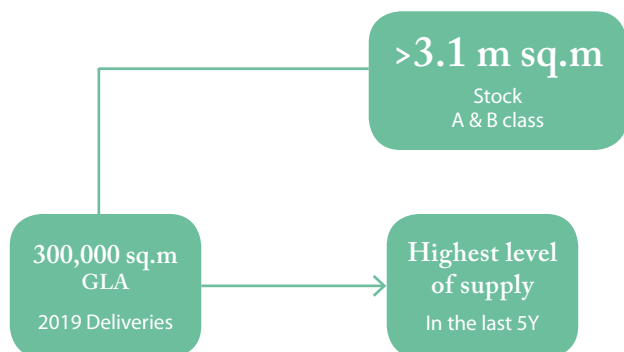 >3.1 m sq.m
Stock
A & B class
300,000 sq.m
GLA
2019 Deliveries
Highest level
of supply
In the last 5Y